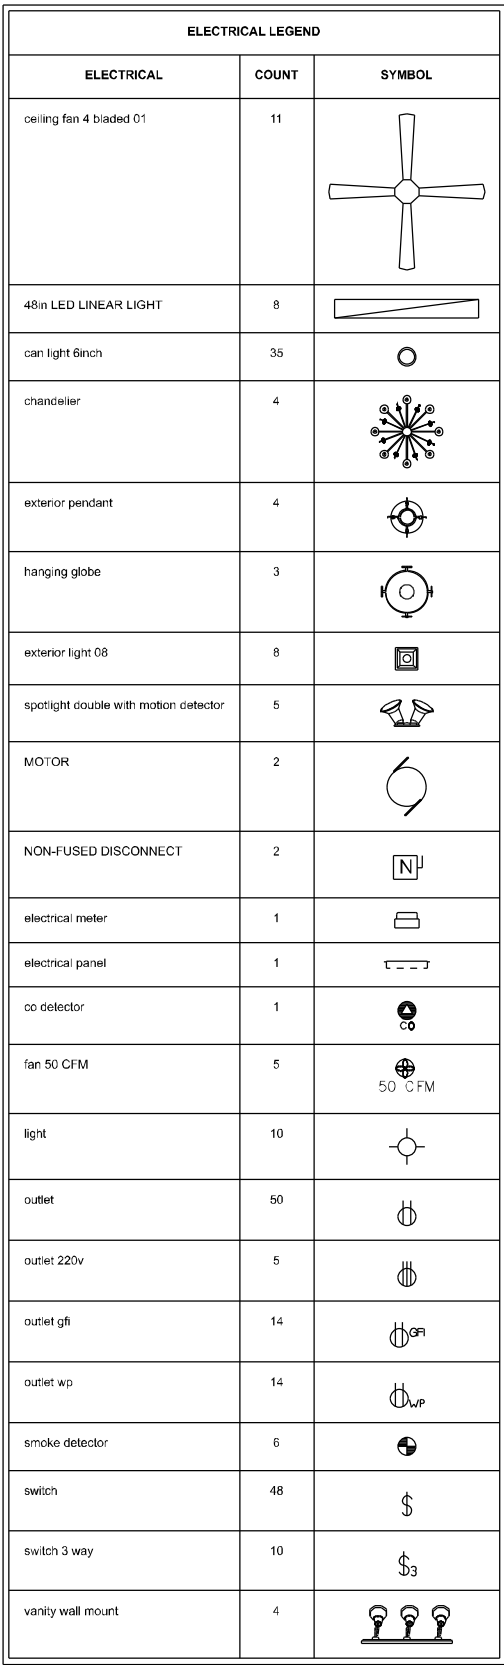 ELECTRICAL LEGEND
ELECTRICAL COUNT SYMBOL
ceiling fan 4 bladed 01 11
48in LED LINEAR LIGHT 8
can light 6inch 35
chandelier 4
exterior pendant 4
hanging globe 3
exterior light 08 8
spotlight double with motion detector 5
MOTOR 2
NON-FUSED DISCONNECT 2
N
electrical meter 1
electrical panel 1
co detector 1
CO
fan 50 CFM 5
50 CFM
light 10
outlet 50
outlet 220v 5
outlet gfi 14
GFI
outlet wp 14
WP
smoke detector 6
switch 48
$
switch 3 way 10
$3
vanity wall mount 4